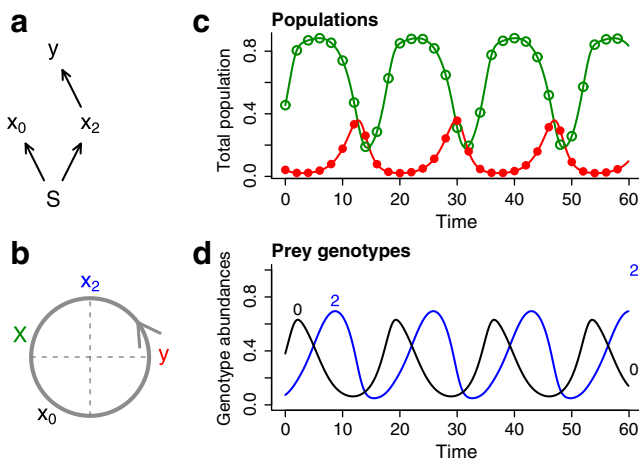 a
y
x0
x2
S
b
x2
X
y
x0
c
Populations
Total population
0.8
0.4
0.0
0
10
20
30
40
50
60
Time
d
Prey genotypes
Genotype abundances
0.8
0.4
0.0
0
2
2
0
0
10
20
30
40
50
60
Time